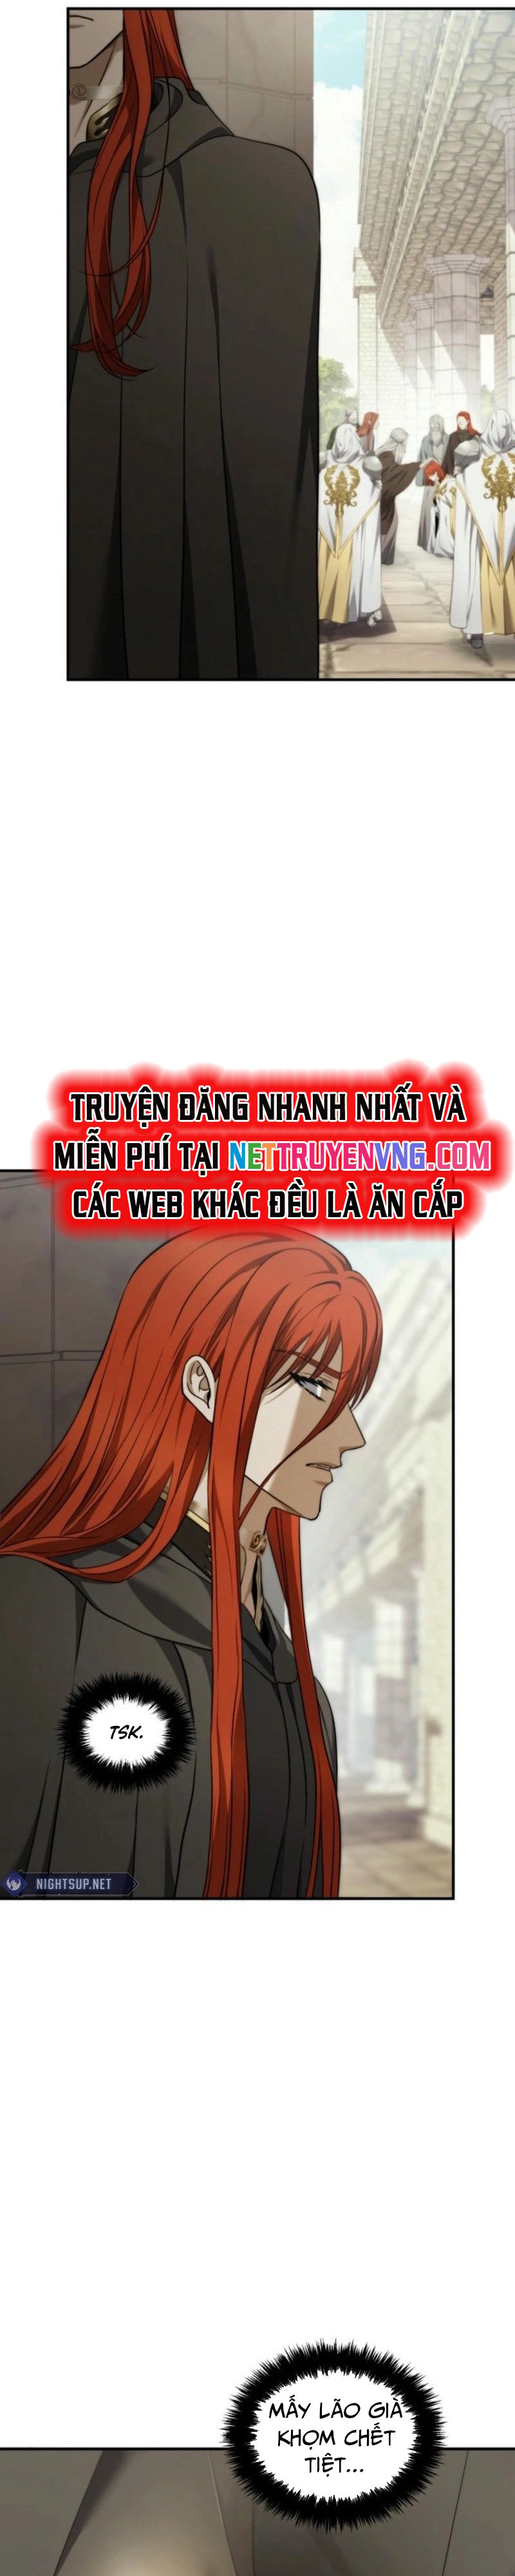 TRUYỆN ĐĂNG NHANH NHẤT VÀ
MIỄN PHÍ TẠI NETTRUYENVNG.COM
CÁC WEB KHÁC ĐỀU LÀ ĂN CẮP
TSK.
NIGHTSUP.NET
MẤY LÃO GIÀ
KHỌM CHẾT
TIỆT...